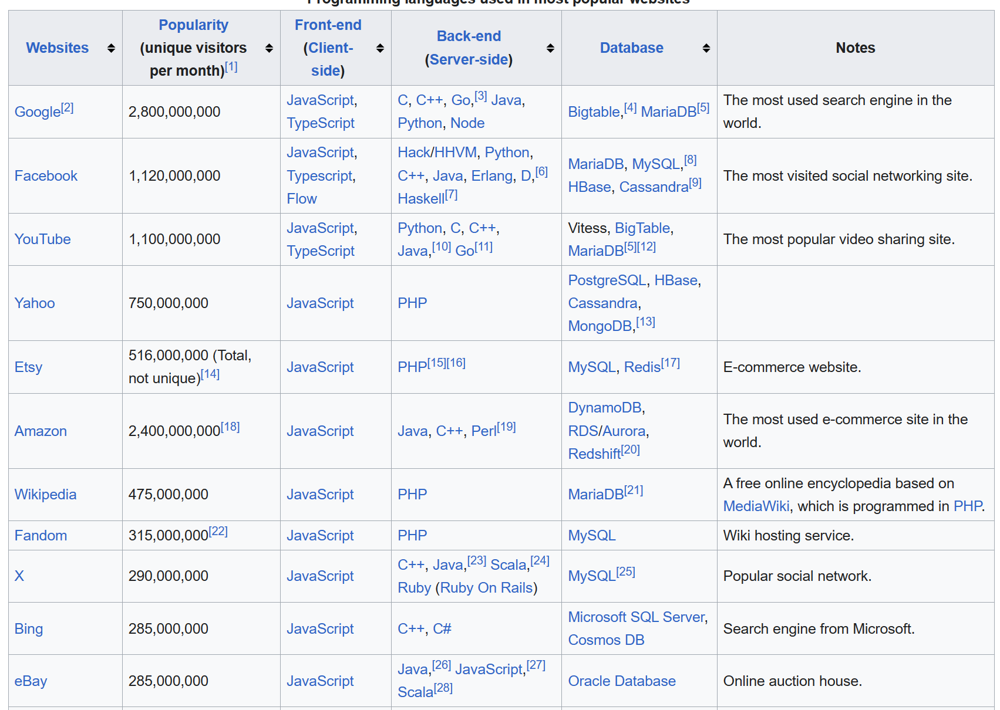 Programming languages used in most popular websites
Websites
Popularity
(unique visitors
per month)[1]
Front-end
(Client-
side)
Back-end
(Server-side)
Database
Notes
Google[2]
2,800,000,000
JavaScript,
TypeScript
C, C++, Go,[3] Java,
Python, Node
Bigtable,[4] MariaDB[5]
The most used search engine in the
world.
Facebook
1,120,000,000
JavaScript,
Typescript,
Flow
Hack/HHVM, Python,
C++, Java, Erlang, D,[6]
Haskell[7]
MariaDB, MySQL,[8]
HBase, Cassandra[9]
The most visited social networking site.
YouTube
1,100,000,000
JavaScript,
TypeScript
Python, C, C++,
Java,[10] Go[11]
Vitess, BigTable,
MariaDB[5][12]
The most popular video sharing site.
Yahoo
750,000,000
JavaScript
PHP
PostgreSQL, HBase,
Cassandra,
MongoDB,[13]
Etsy
516,000,000 (Total,
not unique)[14]
JavaScript
PHP[15][16]
MySQL, Redis[17]
E-commerce website.
Amazon
2,400,000,000[18]
JavaScript
Java, C++, Perl[19]
DynamoDB,
RDS/Aurora,
Redshift[20]
The most used e-commerce site in the
world.
Wikipedia
475,000,000
JavaScript
PHP
MariaDB[21]
A free online encyclopedia based on
MediaWiki, which is programmed in PHP.
Fandom
315,000,000[22]
JavaScript
PHP
MySQL
Wiki hosting service.
X
290,000,000
JavaScript
C++, Java,[23] Scala,[24]
Ruby (Ruby On Rails)
MySQL[25]
Popular social network.
Bing
285,000,000
JavaScript
C++, C#
Microsoft SQL Server,
Cosmos DB
Search engine from Microsoft.
eBay
285,000,000
JavaScript
Java,[26] JavaScript,[27]
Scala[28]
Oracle Database
Online auction house.